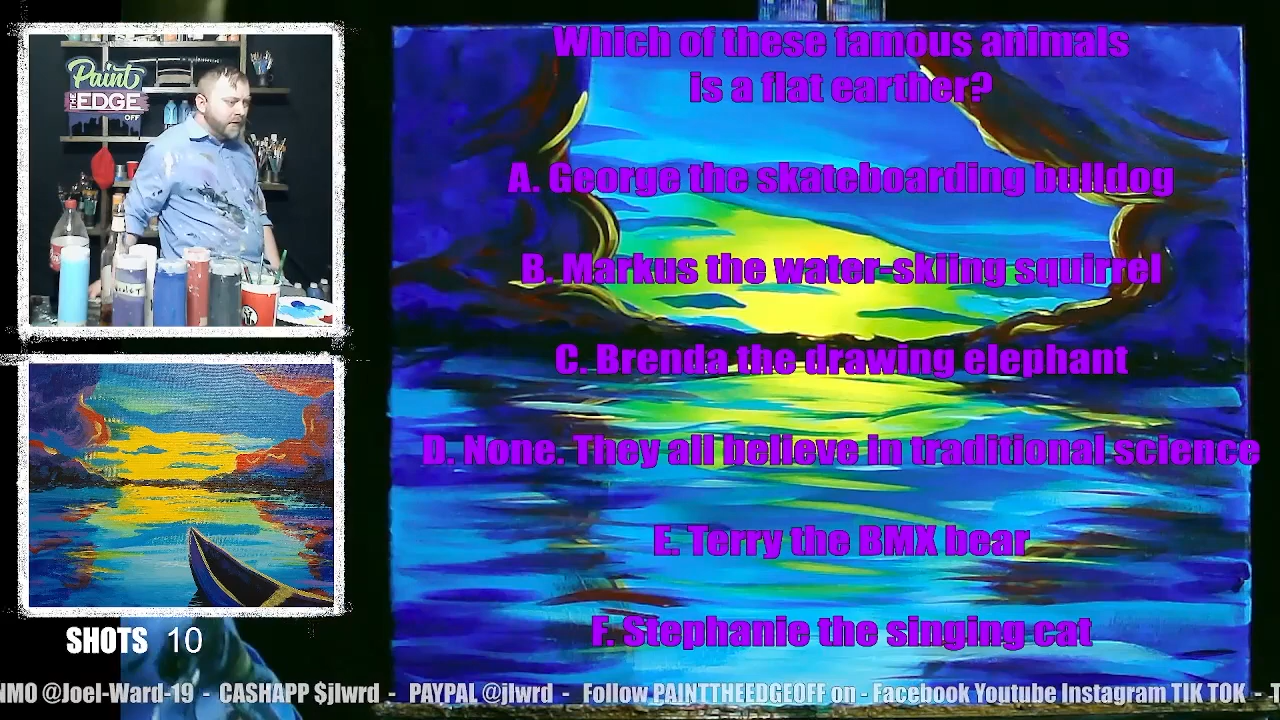 Paint
THE EDGE
OFF
Which of these famous animals
is a flat earther?
A. George the skateboarding bulldog
B. Markus the water-skiing squirrel
C. Brenda the drawing elephant
D. None. They all believe in traditional science
E. Terry the BMX bear
F. Stephanie the singing cat
SHOTS 10
NMO @Joel-Ward-19 - CASHAPP $jlwrd - PAYPAL @jlwrd - Follow PAINTTHEEDGEOFF on - Facebook Youtube Instagram TIK TOK -